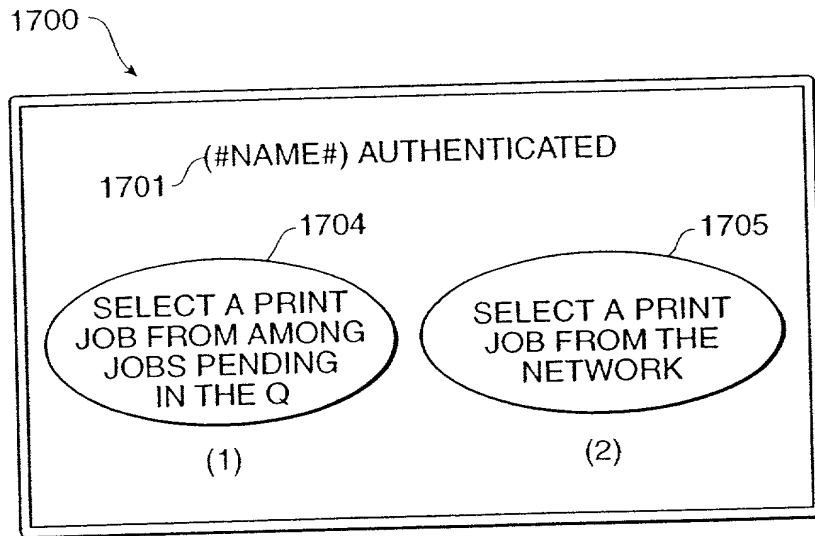 1700
(#NAME#) AUTHENTICATED
1701
1704
1705
SELECT A PRINT
JOB FROM AMONG
JOBS PENDING
IN THE Q
SELECT A PRINT
JOB FROM THE
NETWORK
(1)
(2)